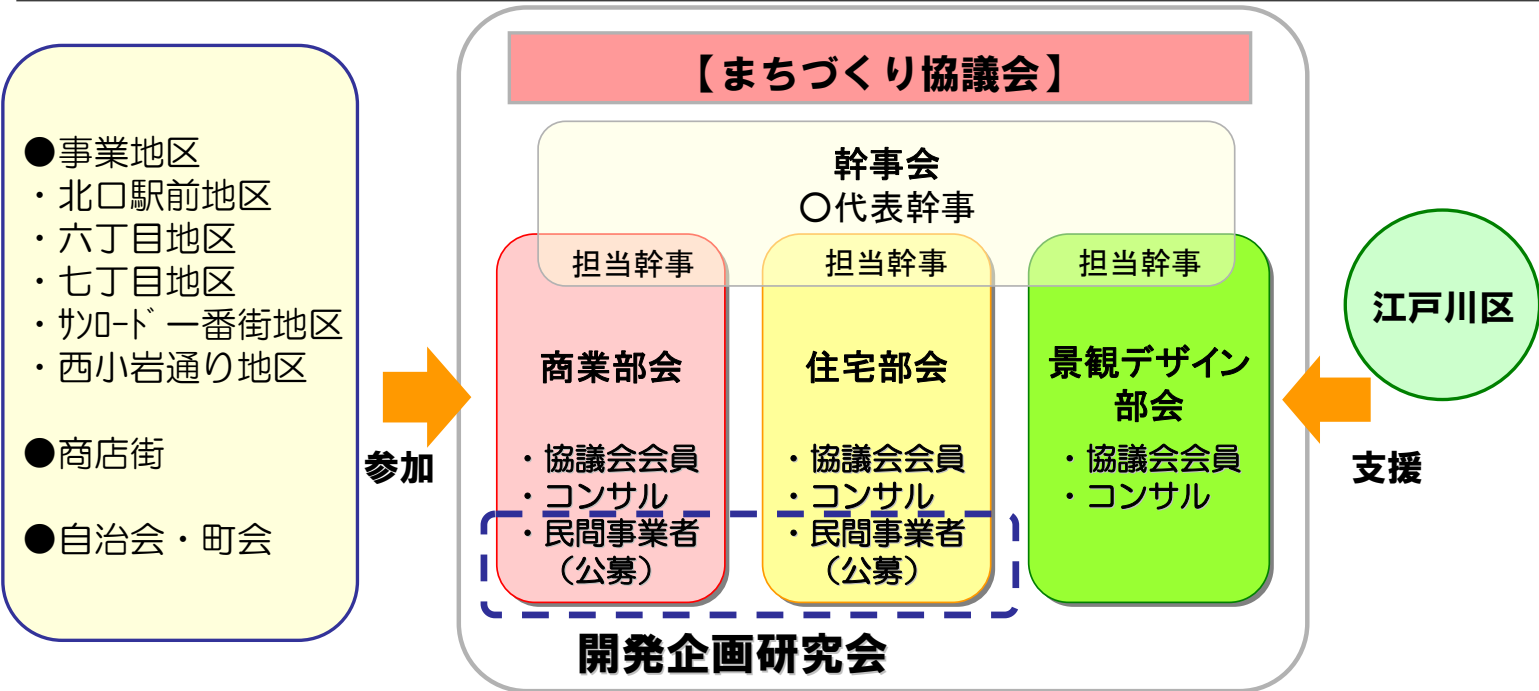 ●事業地区
・北口駅前地区
・六丁目地区
・七丁目地区
・ｻﾝﾛｰﾄﾞ一番街地区
・西小岩通り地区
●商店街
●自治会・町会
参加
【まちづくり協議会】
幹事会
〇代表幹事
担当幹事
商業部会
・協議会会員
・コンサル
・民間事業者
（公募）
担当幹事
住宅部会
・協議会会員
・コンサル
・民間事業者
（公募）
担当幹事
景観デザイン
部会
・協議会会員
・コンサル
開発企画研究会
江戸川区
支援